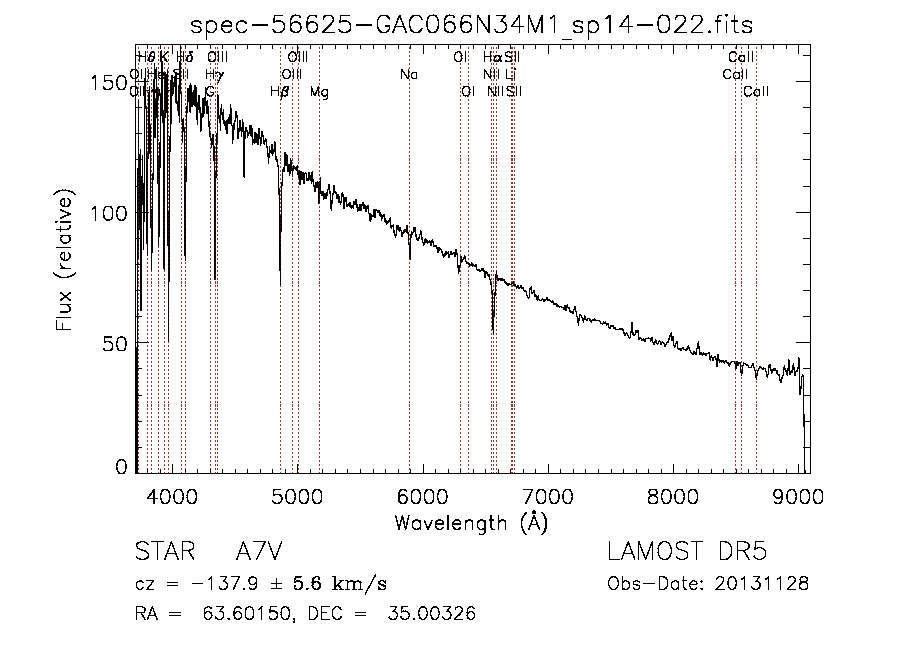 spec-56625-GAC066N34M1_sp14-022.fits
Hδ K Hδ OIII OIII OI Hα SII CaII
OII Hε SII Hγ OIII Na NII Li CaII
OII G Hβ Mg OI NII SII CaII
150
100
50
0
Flux (relative)
4000 5000 6000 7000 8000 9000
Wavelength (Å)
STAR A7V LAMOST DR5
cz = -137.9 ± 5.6 km/s Obs-Date: 20131128
RA = 63.60150, DEC = 35.00326